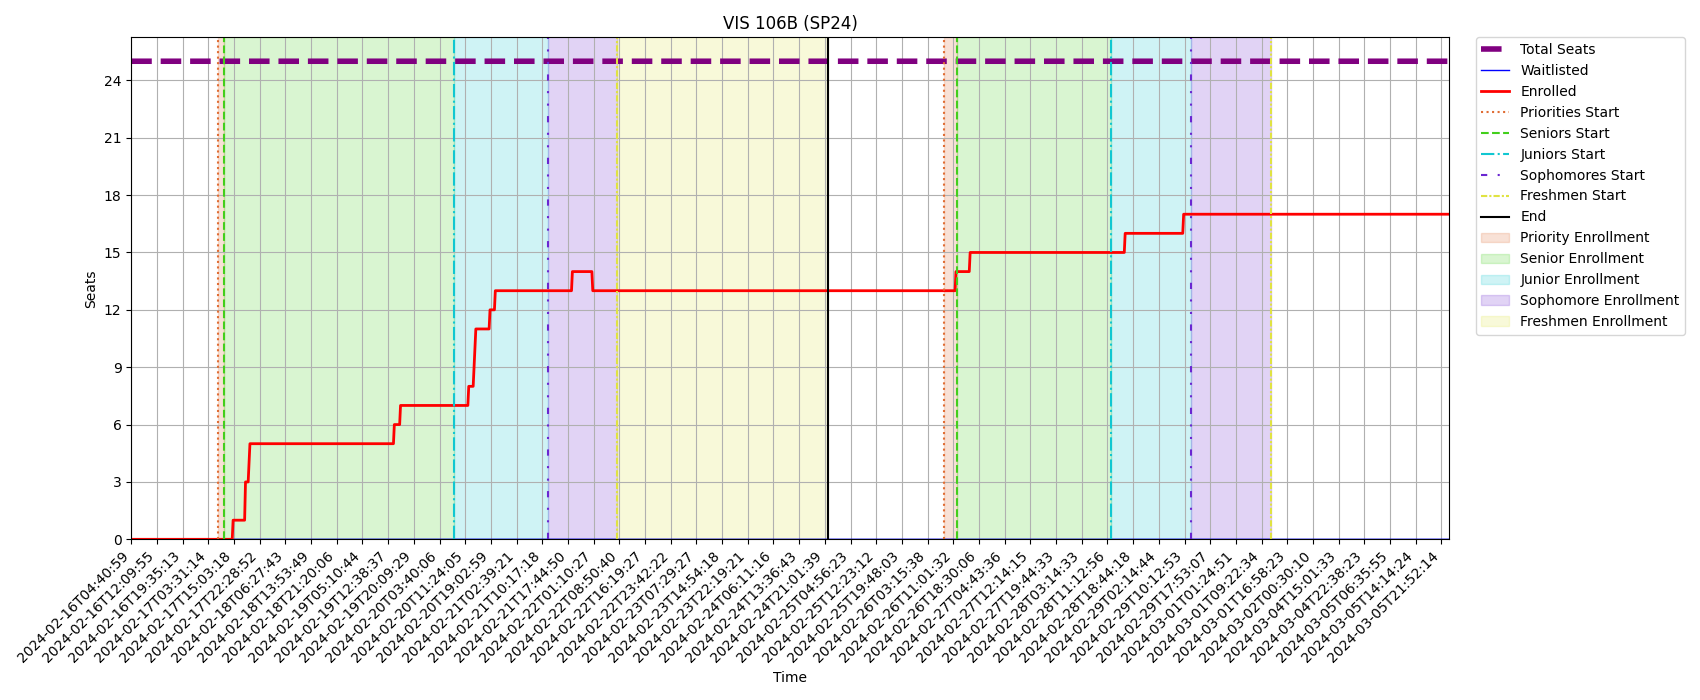 VIS 106B (SP24)
Total Seats
Waitlisted
Enrolled
Priorities Start
Seniors Start
Juniors Start
Sophomores Start
Freshmen Start
End
Priority Enrollment
Senior Enrollment
Junior Enrollment
Sophomore Enrollment
Freshmen Enrollment
Seats
24
21
18
15
12
9
6
3
0
2024-02-16T04:40:59
2024-02-16T12:09:55
2024-02-16T19:35:13
2024-02-17T03:31:14
2024-02-17T15:03:18
2024-02-17T22:28:52
2024-02-18T06:27:43
2024-02-18T13:53:49
2024-02-18T21:20:06
2024-02-19T05:10:44
2024-02-19T12:38:37
2024-02-19T20:09:29
2024-02-20T03:40:06
2024-02-20T11:24:05
2024-02-20T19:02:59
2024-02-21T02:39:21
2024-02-21T10:17:18
2024-02-21T17:44:50
2024-02-22T01:10:27
2024-02-22T08:50:40
2024-02-22T16:19:27
2024-02-22T23:42:22
2024-02-23T07:29:27
2024-02-23T14:54:18
2024-02-23T22:19:21
2024-02-24T06:11:16
2024-02-24T13:36:43
2024-02-24T21:01:39
2024-02-25T04:56:23
2024-02-25T12:23:12
2024-02-25T19:48:03
2024-02-26T03:15:38
2024-02-26T11:01:32
2024-02-26T18:30:06
2024-02-27T04:43:36
2024-02-27T12:14:15
2024-02-27T19:44:33
2024-02-28T03:14:33
2024-02-28T11:12:56
2024-02-28T18:44:18
2024-02-29T02:14:44
2024-02-29T10:12:53
2024-02-29T17:53:07
2024-03-01T01:24:51
2024-03-01T09:22:34
2024-03-01T16:58:23
2024-03-02T00:30:10
2024-03-04T15:01:33
2024-03-04T22:38:23
2024-03-05T06:35:55
2024-03-05T14:14:24
2024-03-05T21:52:14
Time